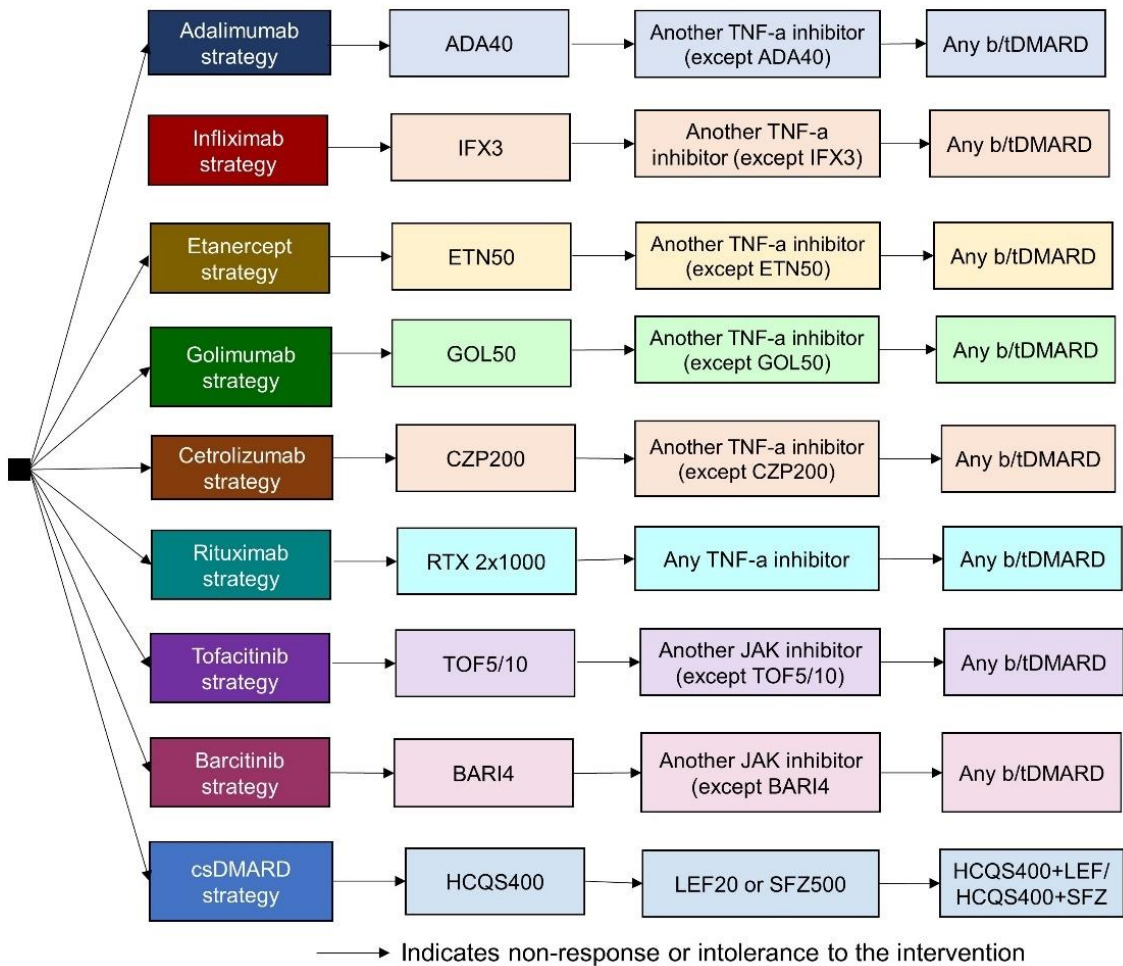 Adalimumab
strategy
ADA40
Another TNF-a inhibitor
(except ADA40)
Any b/tDMARD
Infliximab
strategy
IFX3
Another TNF-a
inhibitor (except IFX3)
Any b/tDMARD
Etanercept
strategy
ETN50
Another TNF-a inhibitor
(except ETN50)
Any b/tDMARD
Golimumab
strategy
GOL50
Another TNF-a inhibitor
(except GOL50)
Any b/tDMARD
Cetrolizumab
strategy
CZP200
Another TNF-a inhibitor
(except CZP200)
Any b/tDMARD
Rituximab
strategy
RTX 2x1000
Any TNF-a inhibitor
Any b/tDMARD
Tofacitinib
strategy
TOF5/10
Another JAK inhibitor
(except TOF5/10)
Any b/tDMARD
Barcitinib
strategy
BARI4
Another JAK inhibitor
(except BARI4
Any b/tDMARD
csDMARD
strategy
HCQS400
LEF20 or SFZ500
HCQS400+LEF/
HCQS400+SFZ
Indicates non-response or intolerance to the intervention